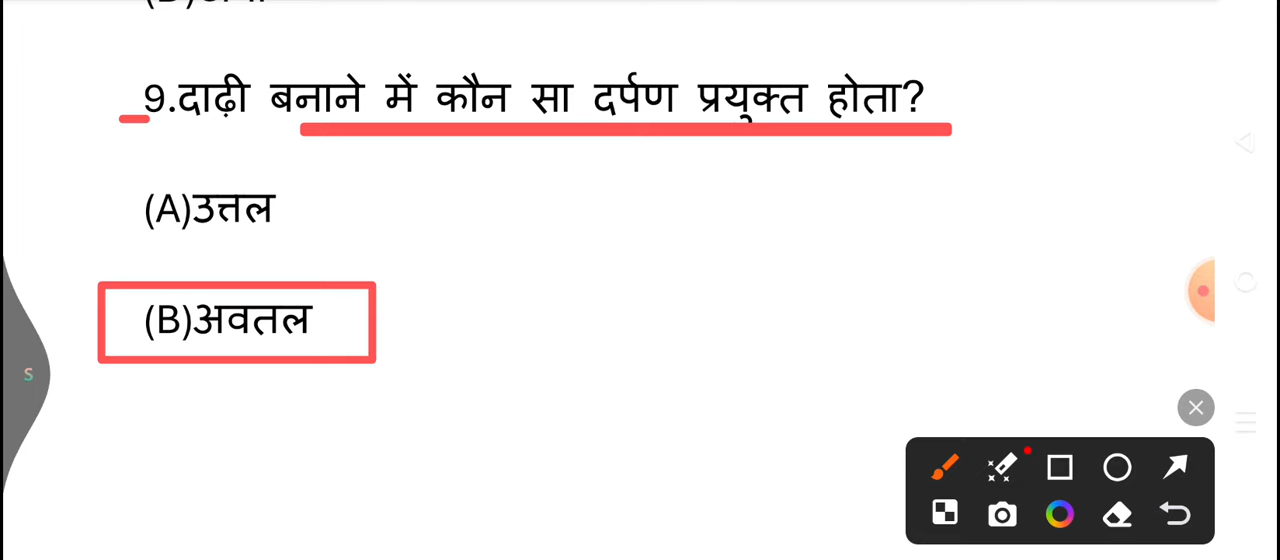 9.दाढ़ी बनाने में कौन सा दर्पण प्रयुक्त होता?
(A)उत्तल
(B)अवतल
S